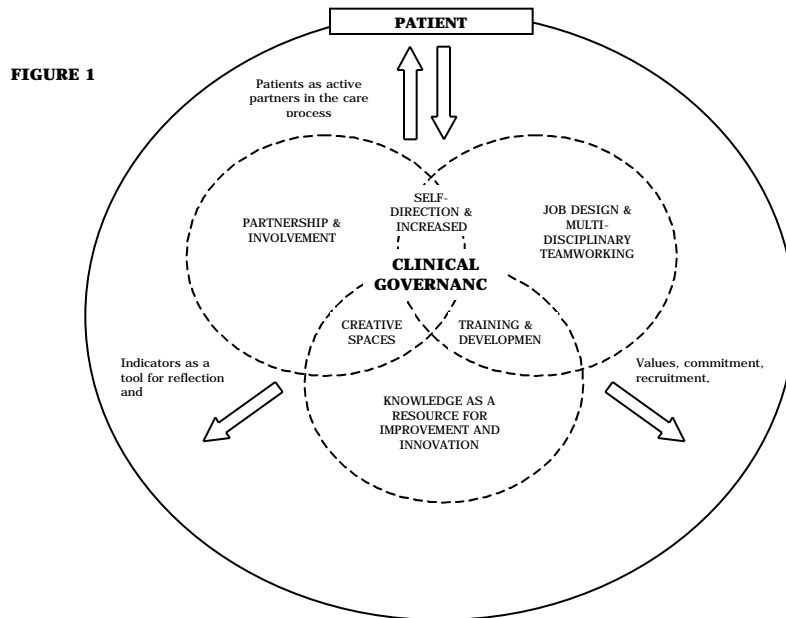 PATIENT
FIGURE 1
Patients as active
partners in the care
process
SELF-
DIRECTION &
INCREASED
PARTNERSHIP &
INVOLVEMENT
JOB DESIGN &
MULTI-
DISCIPLINARY
TEAMWORKING
CLINICAL
GOVERNANC
CREATIVE
SPACES
TRAINING &
DEVELOPMEN
Indicators as a
tool for reflection
and
Values, commitment,
recruitment,
KNOWLEDGE AS A
RESOURCE FOR
IMPROVEMENT AND
INNOVATION